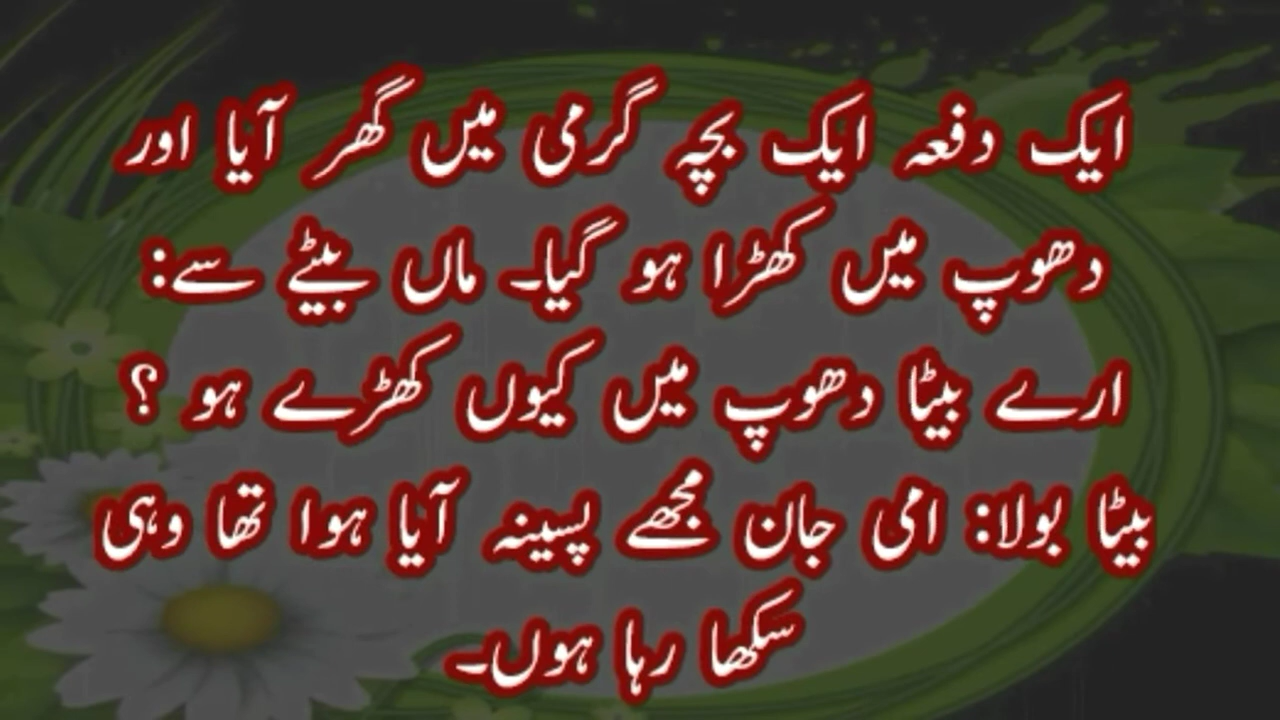 ایک دفعہ ایک بچہ گرمی میں گھر آیا اور
دھوپ میں کھڑا ہو گیا۔ ماں بیٹے سے:
ارے بیٹا دھوپ میں کیوں کھڑے ہو ؟
بیٹا بولا: امی جان مجھے پسینہ آیا ہوا تھا وہی
سکھا رہا ہوں۔